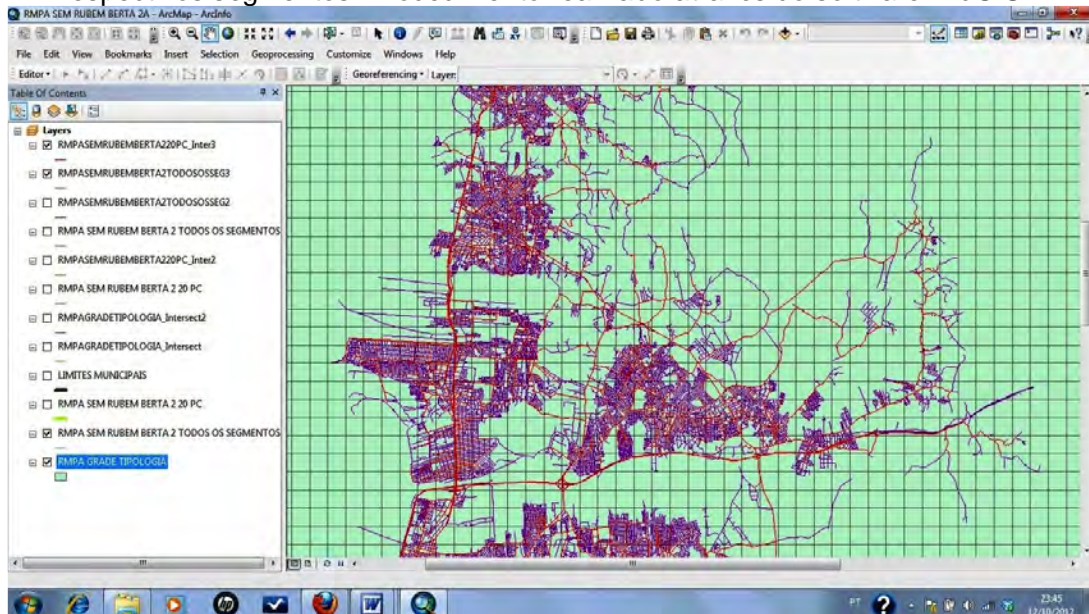 RMPA SEM RUBEM BERTA 2A - ArcMap - ArcInfo
File Edit View Bookmarks Insert Selection Geoprocessing Customize Windows Help
Editor Georeferencing Layer:
Table Of Contents
Layers
RMPASEMRUBEMBERTA220PC_Inter3
RMPASEMRUBEMBERTA2TODOSOSSEG3
RMPASEMRUBEMBERTA2TODOSOSSEG2
RMPA SEM RUBEM BERTA 2 TODOS OS SEGMENTOS
RMPASEMRUBEMBERTA220PC_Inter2
RMPA SEM RUBEM BERTA 2 20 PC
RMPAGRADETIPOLOGIA_Intersect2
RMPAGRADETIPOLOGIA_Intersect
LIMITES MUNICIPAIS
RMPA SEM RUBEM BERTA 2 20 PC
RMPA SEM RUBEM BERTA 2 TODOS OS SEGMENTOS
RMPA GRADE TIPOLOGIA
PT
23:45
12/10/2012